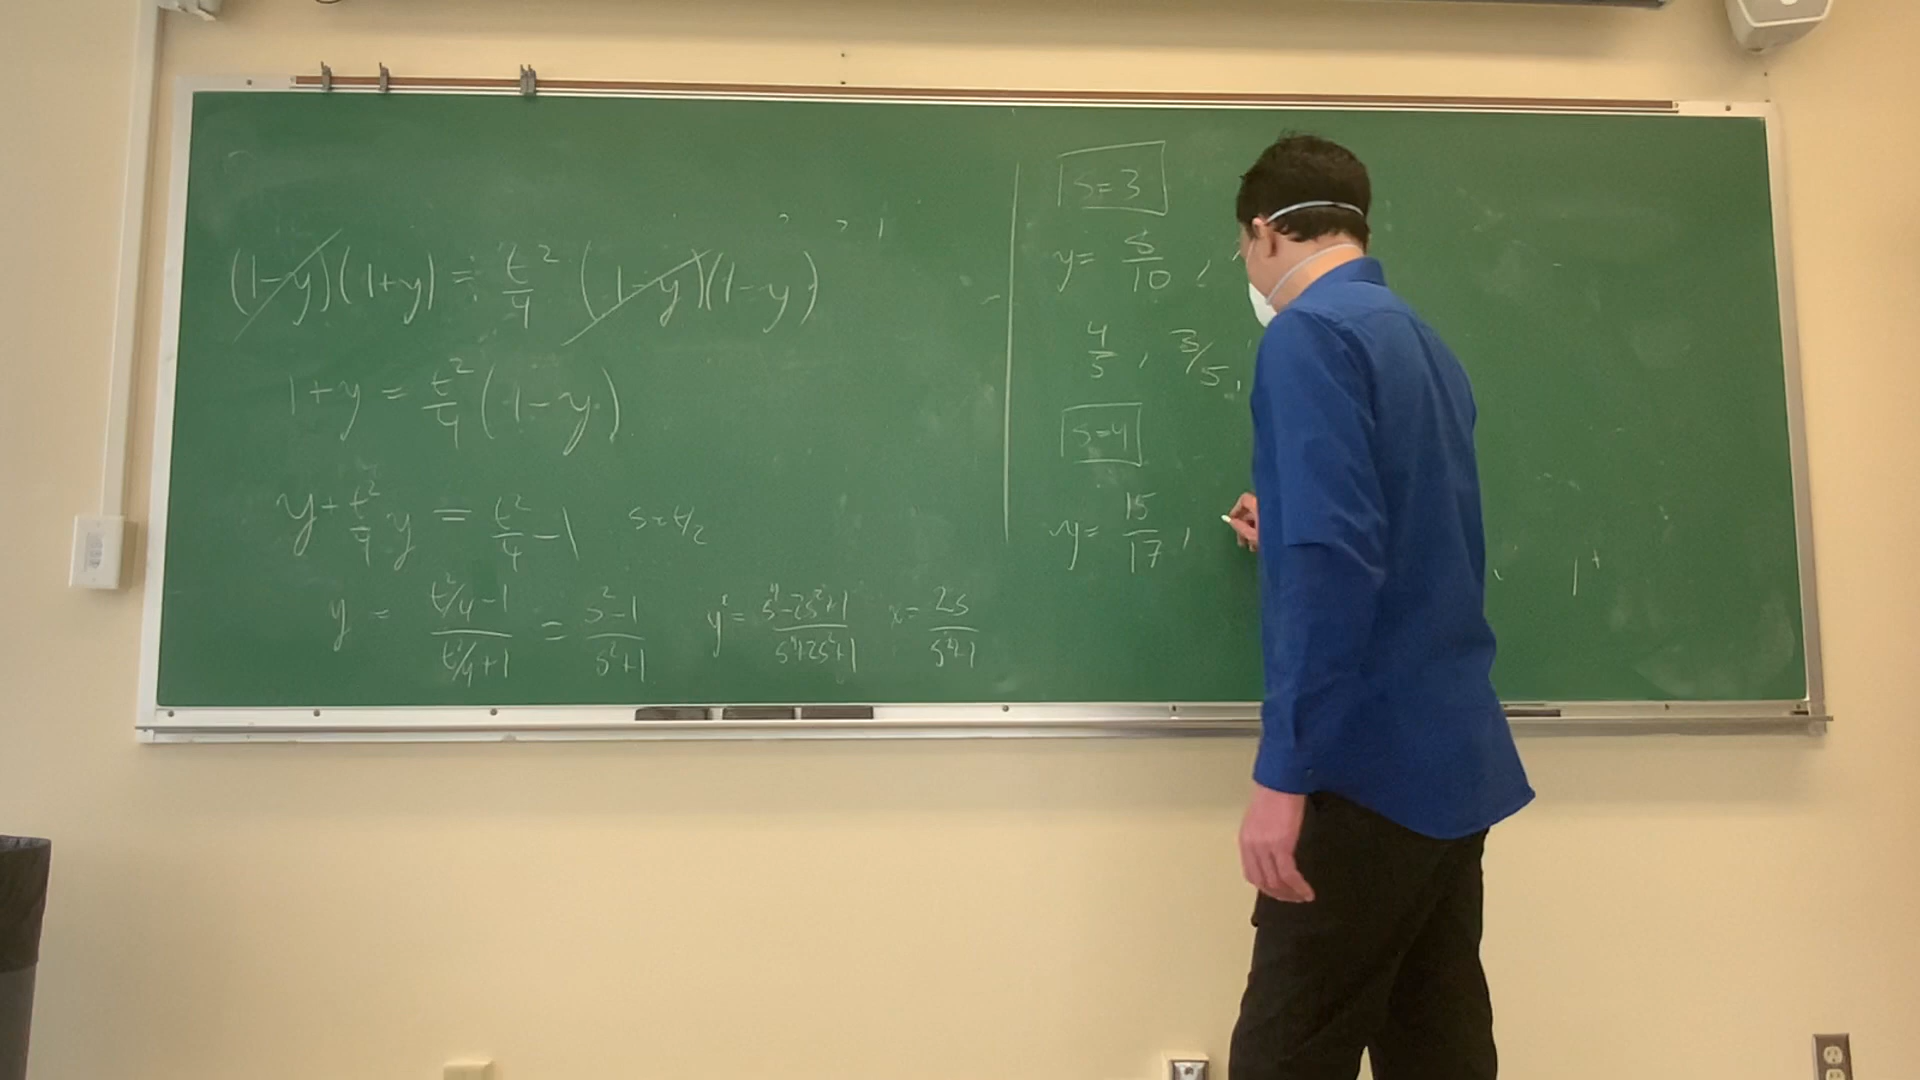 (1-y)(1+y) = t²/4 (1-y)(1-y)
1+y = t²/4 (1-y)
y+t²/4 y = t²/4 -1 s=t/2
y = (t²/4-1)/(t²/4+1) = (s²-1)/(s²+1) y²= (s⁴-2s²+1)/(s⁴+2s²+1) x= 2s/(s²+1)
s=3
y= 8/10 ,
4/5 , 3/5,
s=4
y= 15/17 ,